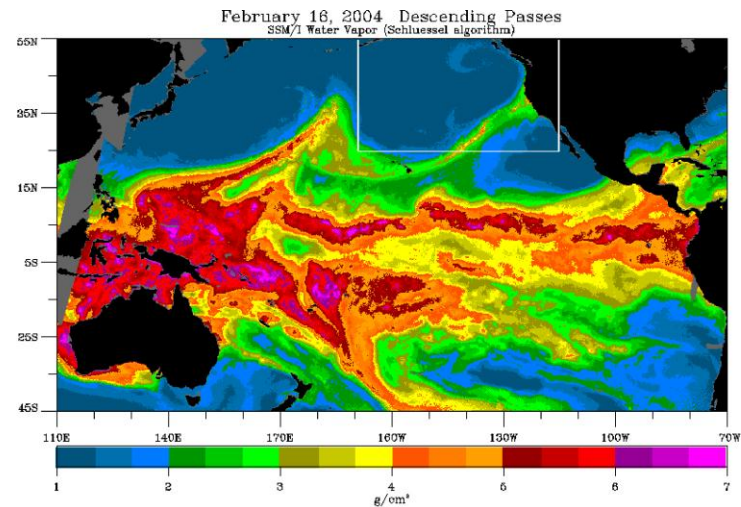 February 16, 2004 Descending Passes
SSM/I Water Vapor (Schluessel algorithm)
55N
35N
15N
5S
25S
45S
110E 140E 170E 160W 130W 100W 70W
1 2 3 4 5 6 7
g/cm²